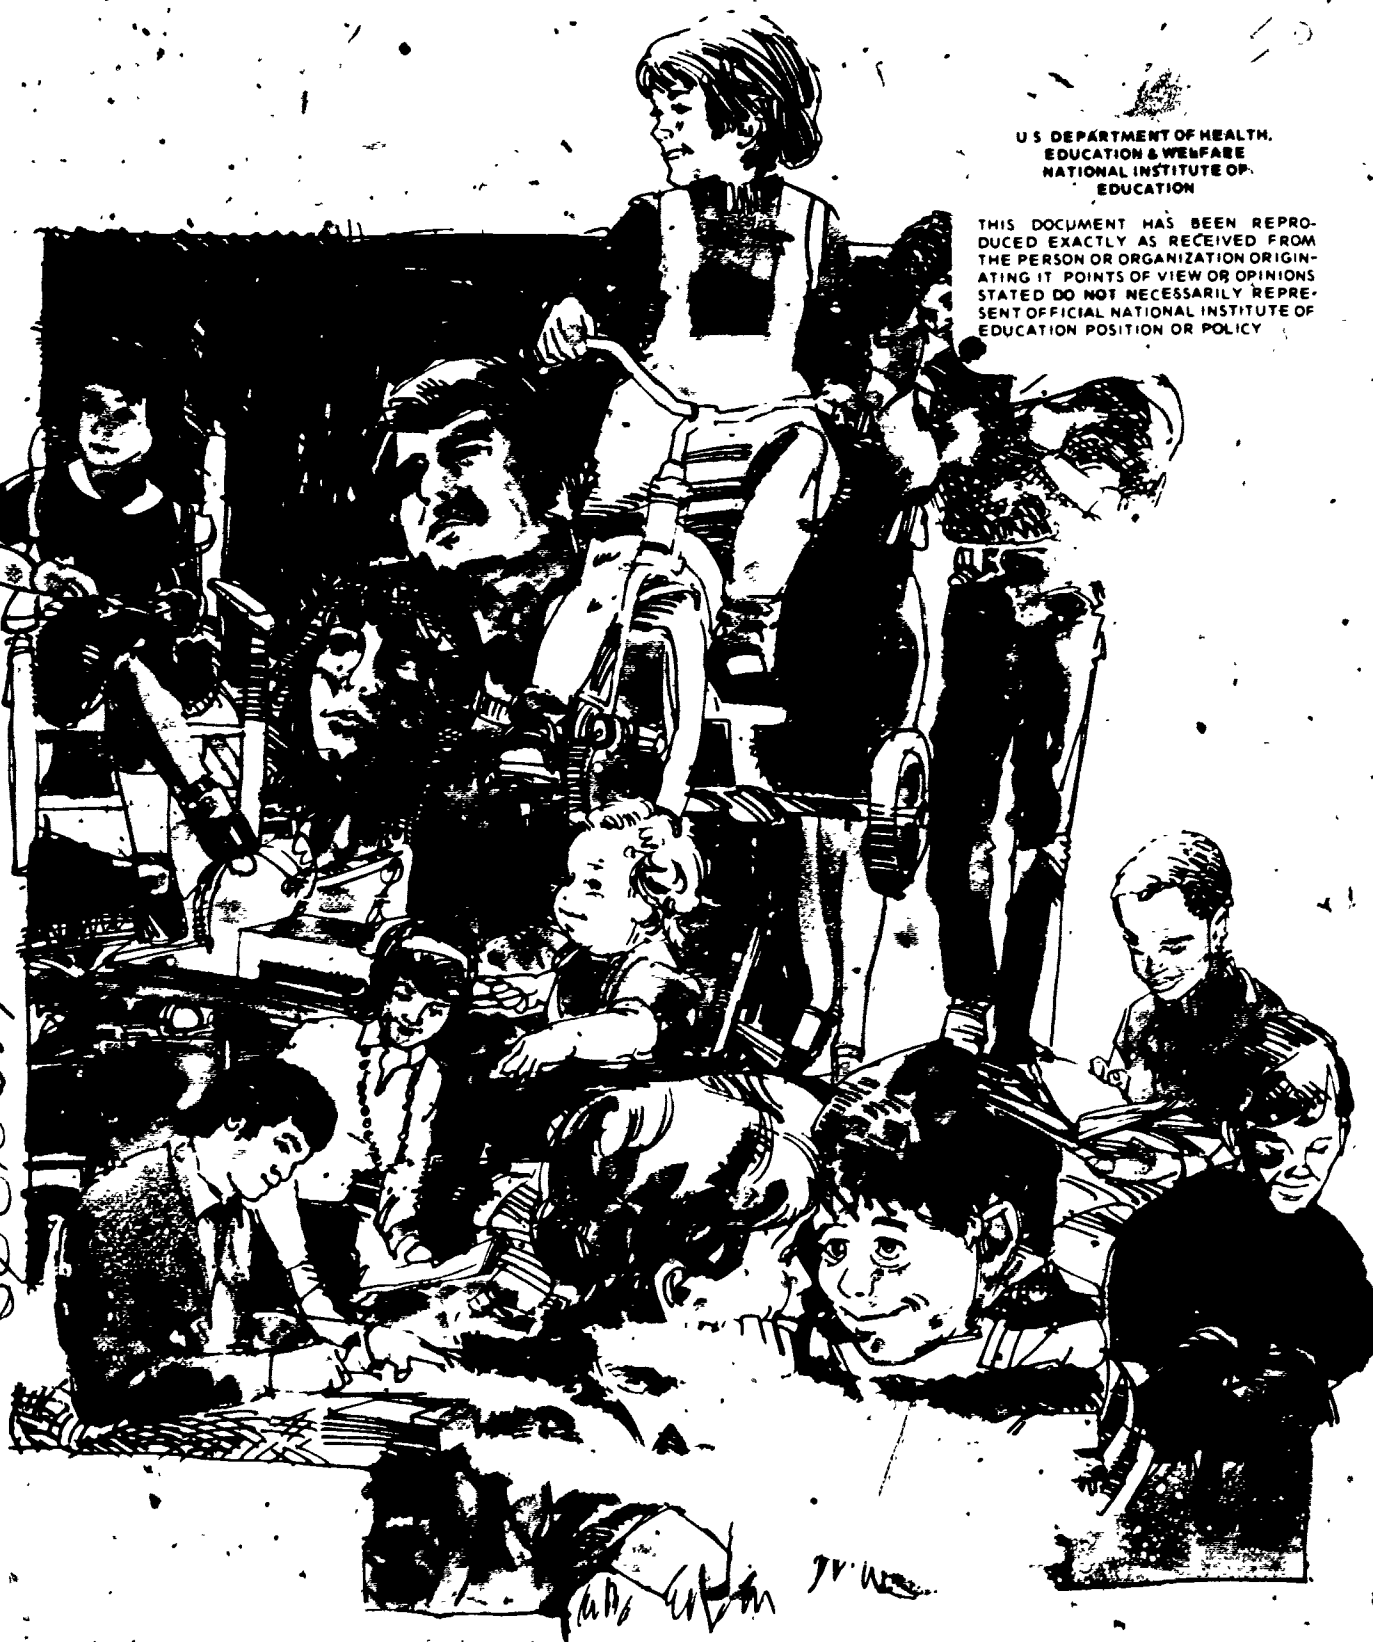 U S DEPARTMENT OF HEALTH,
EDUCATION & WELFARE
NATIONAL INSTITUTE OF
EDUCATION
THIS DOCUMENT HAS BEEN REPRO-
DUCED EXACTLY AS RECEIVED FROM
THE PERSON OR ORGANIZATION ORIGIN-
ATING IT POINTS OF VIEW OR OPINIONS
STATED DO NOT NECESSARILY REPRE-
SENT OFFICIAL NATIONAL INSTITUTE OF
EDUCATION POSITION OR POLICY